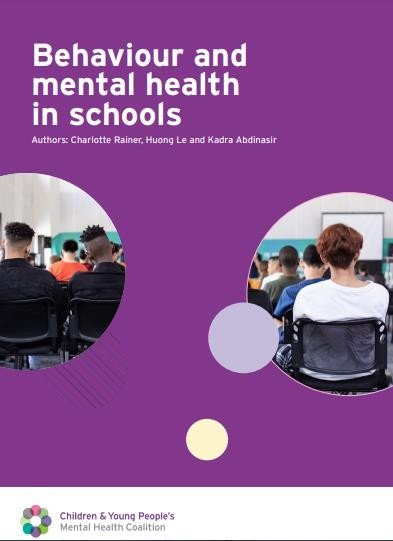 Behaviour and
mental health
in schools
Authors: Charlotte Rainer, Huong Le and Kadra Abdinasir
Children & Young People's
Mental Health Coalition